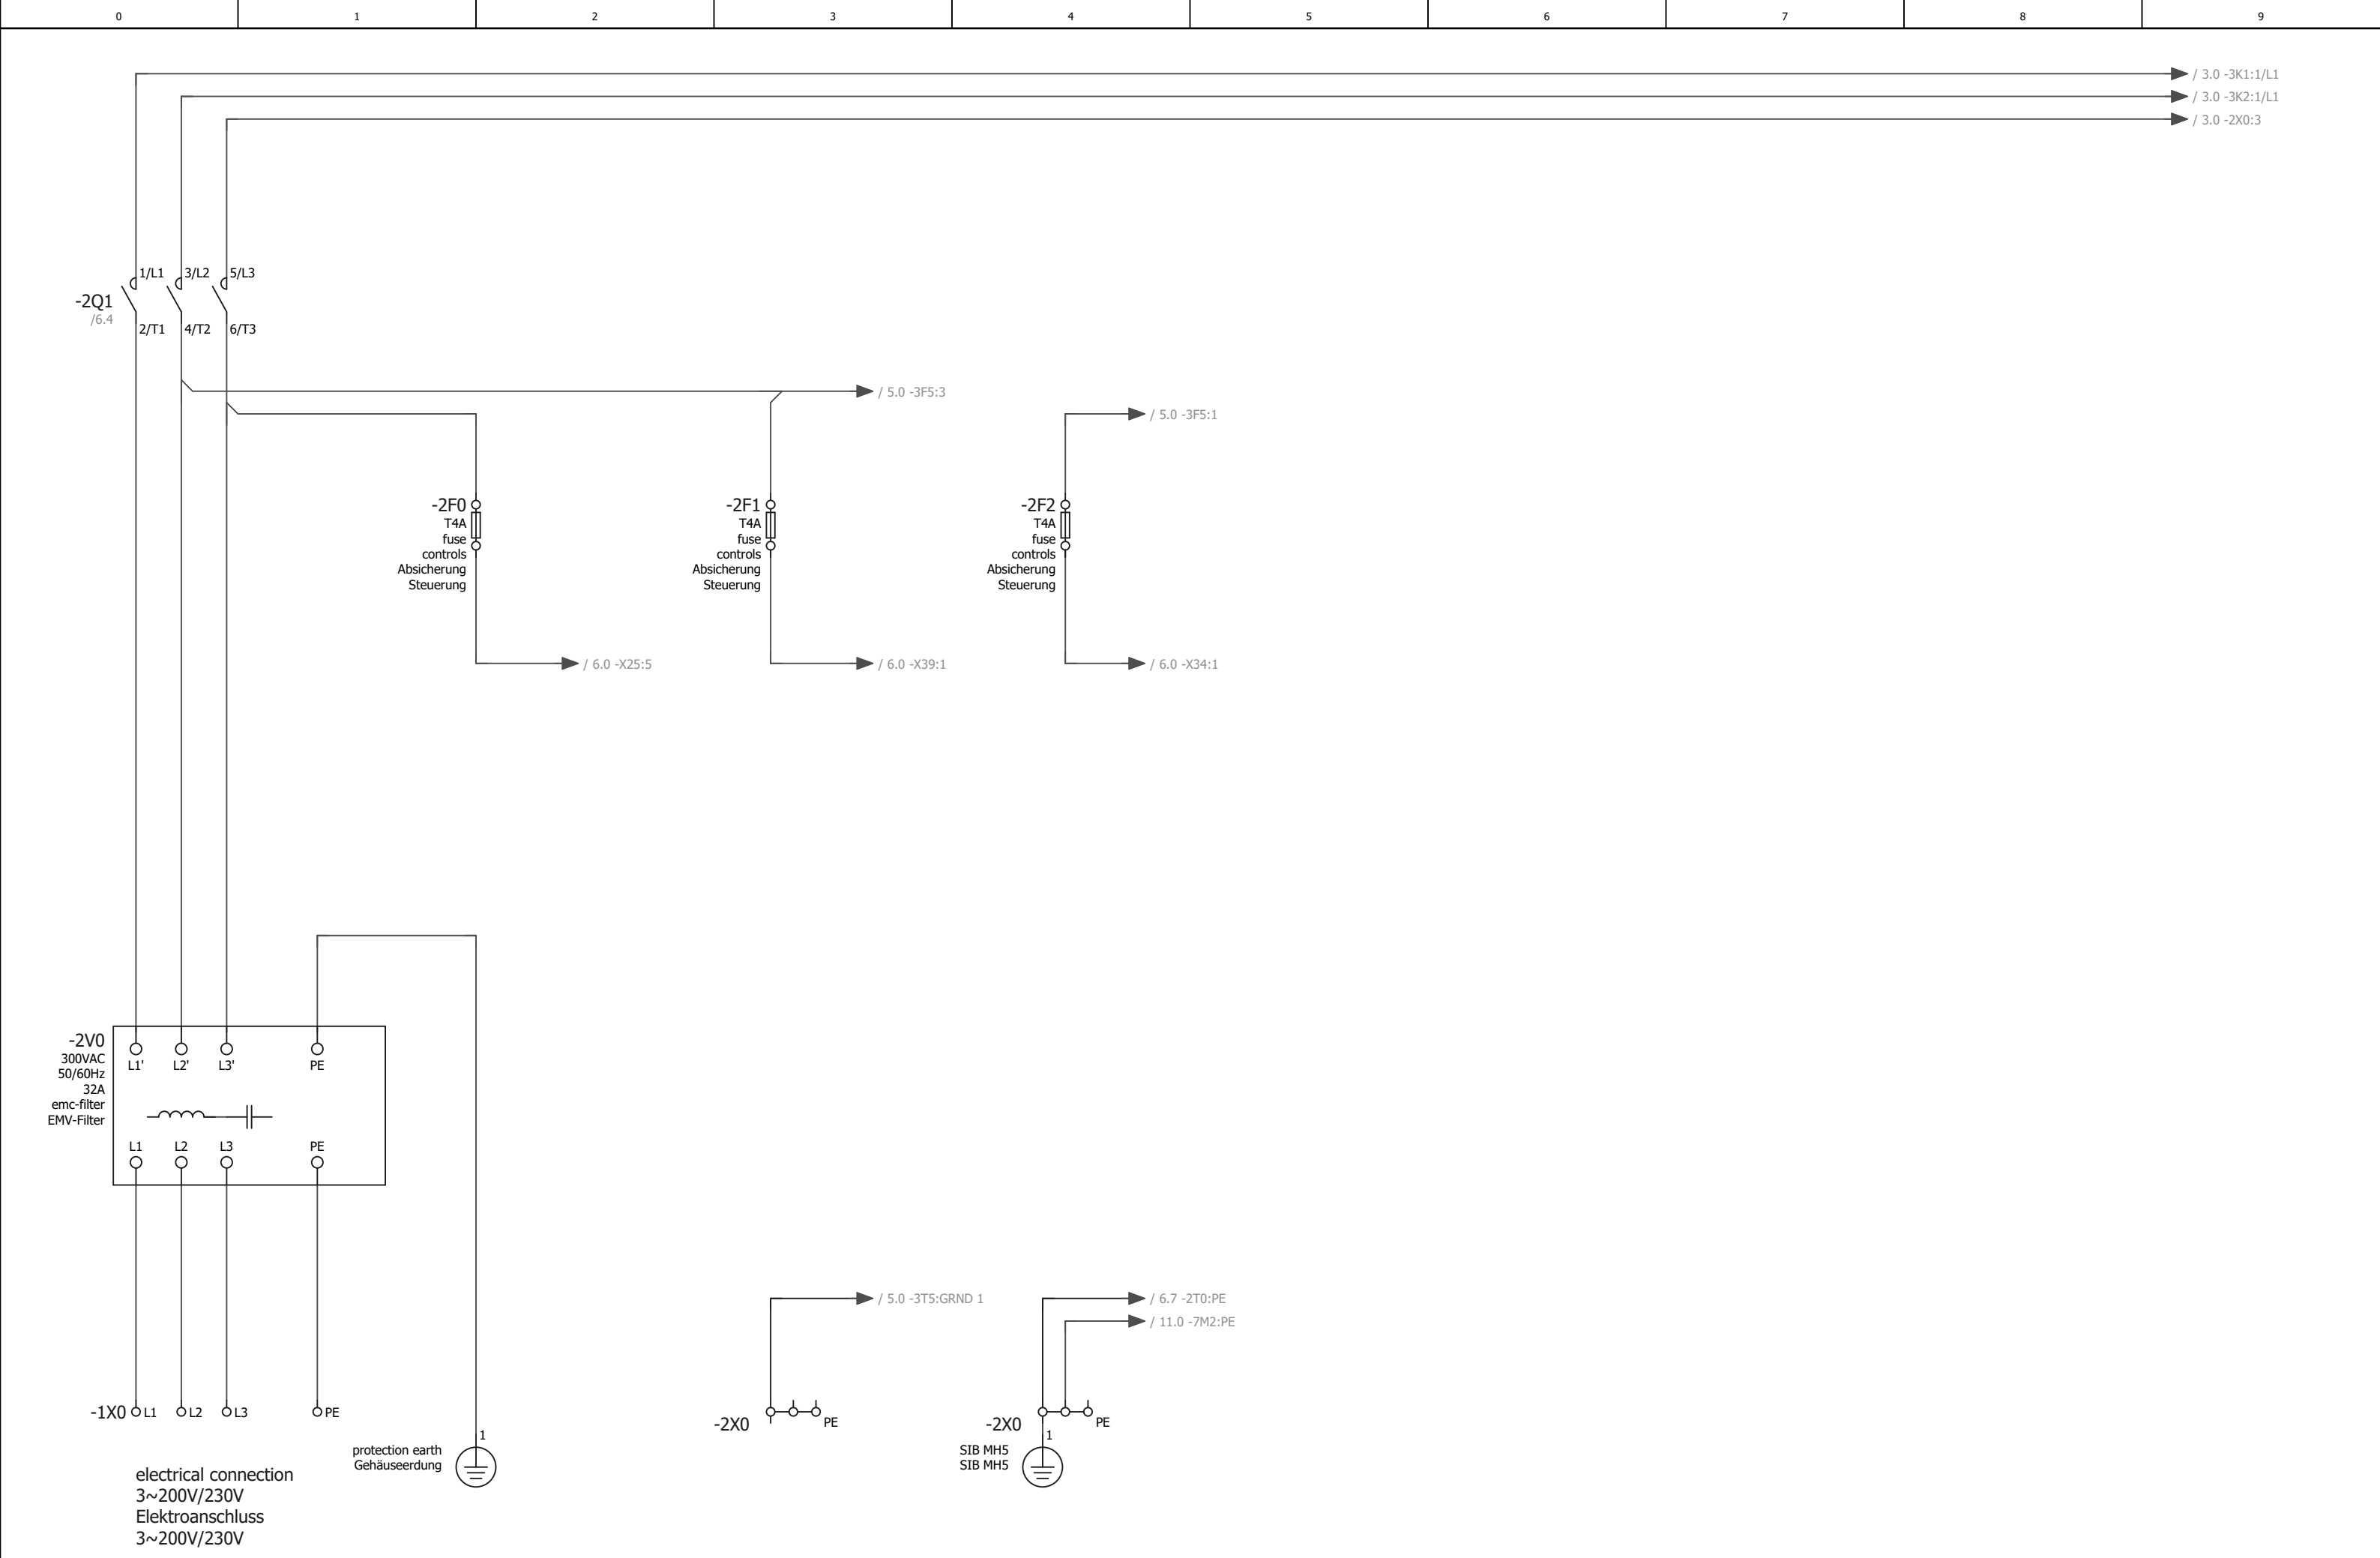 0 1 2 3 4 5 6 7 8 9
/ 3.0 -3K1:1/L1
/ 3.0 -3K2:1/L1
/ 3.0 -2X0:3
1/L1 3/L2 5/L3
-2Q1
/6.4
2/T1 4/T2 6/T3
/ 5.0 -3F5:3
/ 5.0 -3F5:1
-2F0
T4A
fuse
controls
Absicherung
Steuerung
-2F1
T4A
fuse
controls
Absicherung
Steuerung
-2F2
T4A
fuse
controls
Absicherung
Steuerung
/ 6.0 -X25:5
/ 6.0 -X39:1
/ 6.0 -X34:1
-2V0
300VAC
50/60Hz
32A
emc-filter
EMV-Filter
L1' L2' L3' PE
L1 L2 L3 PE
/ 5.0 -3T5:GRND 1
/ 6.7 -2T0:PE
/ 11.0 -7M2:PE
-1X0 L1 L2 L3 PE
1
protection earth
Gehäuseerdung
-2X0 PE
-2X0 PE
1
SIB MH5
SIB MH5
electrical connection
3~200V/230V
Elektroanschluss
3~200V/230V